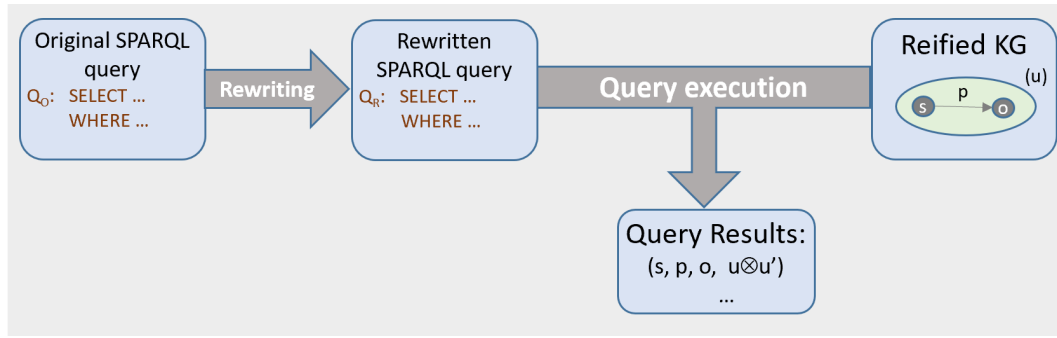 Original SPARQL
query
Qo: SELECT ...
WHERE ...
Rewriting
Rewritten
SPARQL query
QR: SELECT ...
WHERE ...
Query execution
Reified KG
(u)
p
s
o
Query Results:
(s, p, o, u⊗u’)
...